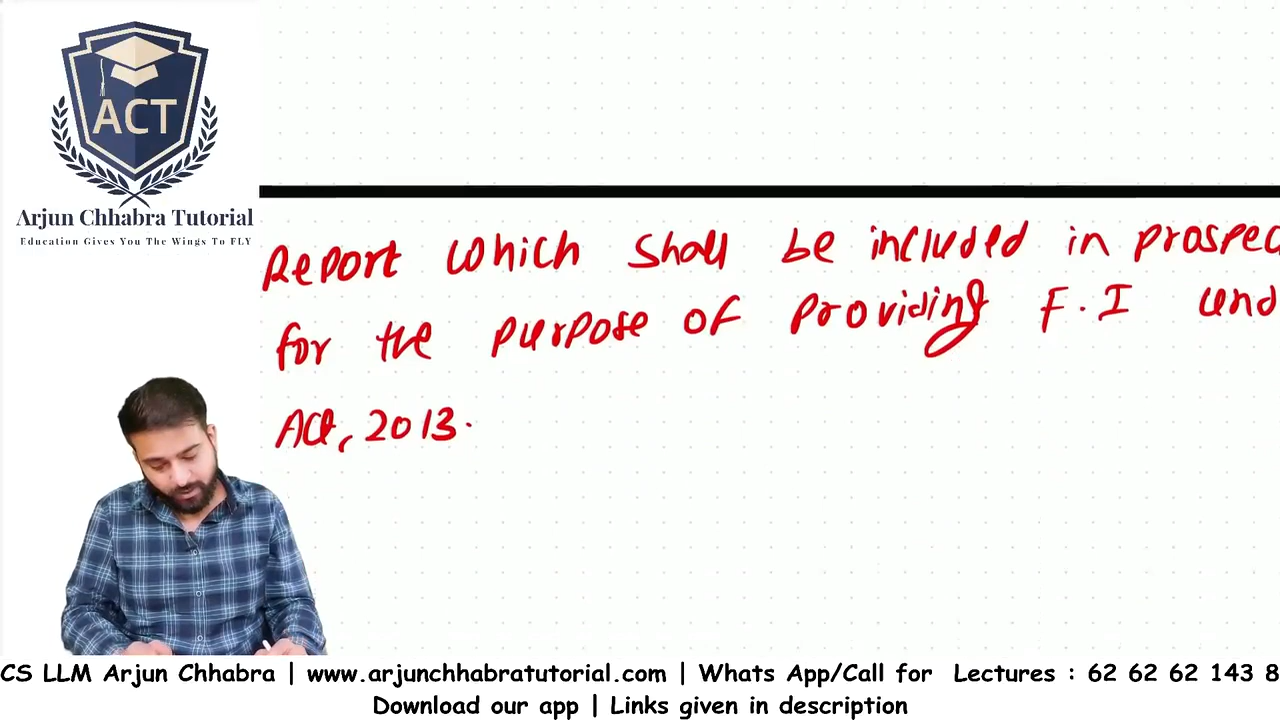 ACT
Arjun Chhabra Tutorial
Education Gives You The Wings To FLY
Report which shall be included in prospec
for the purpose of providing F.I und
Act, 2013.
CS LLM Arjun Chhabra | www.arjunchhabratutorial.com | Whats App/Call for Lectures : 62 62 62 143 8
Download our app | Links given in description